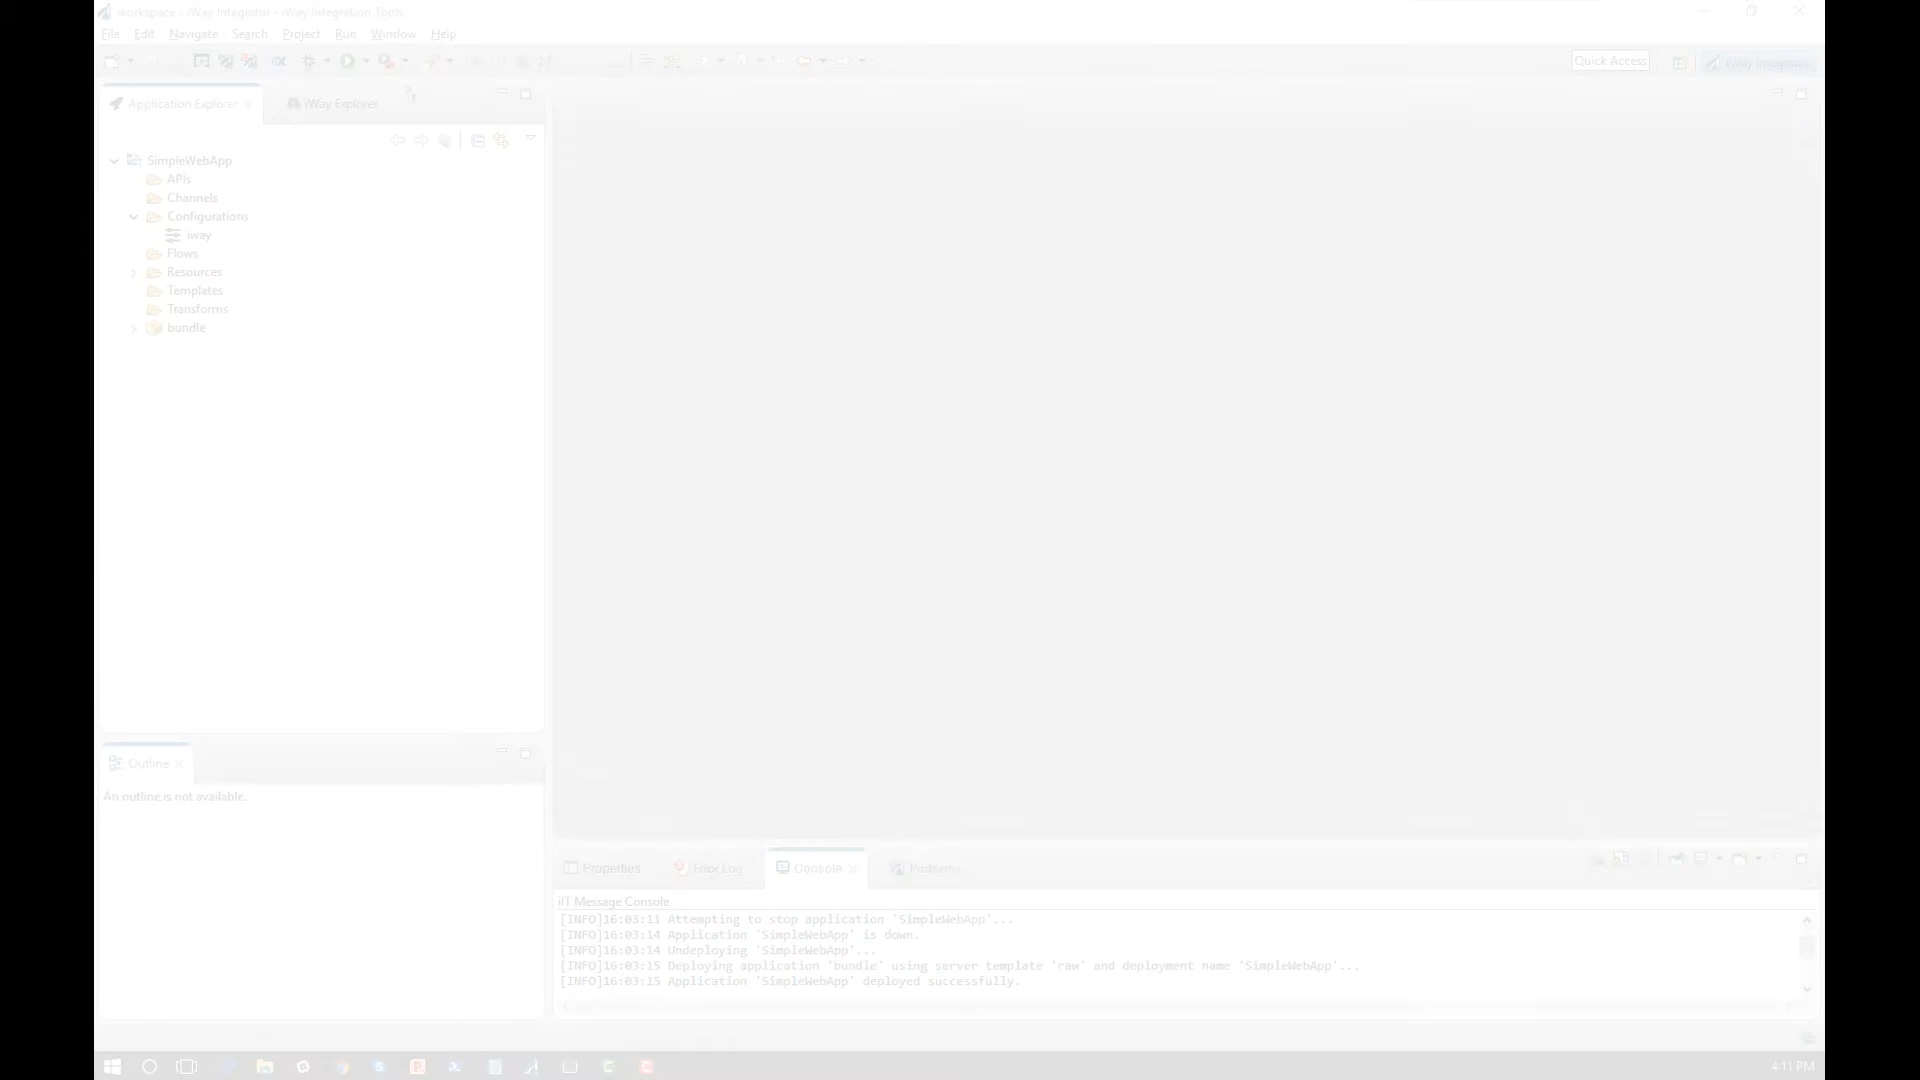 workspace - iWay Integrator - iWay Integration Tools
File Edit Navigate Search Project Run Window Help
Quick Access
iWay Integrator
Application Explorer
iWay Explorer
SimpleWebApp
APIs
Channels
Configurations
iway
Flows
Resources
Templates
Transforms
bundle
Outline
An outline is not available.
Properties
Error Log
Console
Problems
iIT Message Console
[INFO]16:03:11 Attempting to stop application 'SimpleWebApp'...
[INFO]16:03:14 Application 'SimpleWebApp' is down.
[INFO]16:03:14 Undeploying 'SimpleWebApp'...
[INFO]16:03:15 Deploying application 'bundle' using server template 'raw' and deployment name 'SimpleWebApp'...
[INFO]16:03:15 Application 'SimpleWebApp' deployed successfully.
4:11 PM